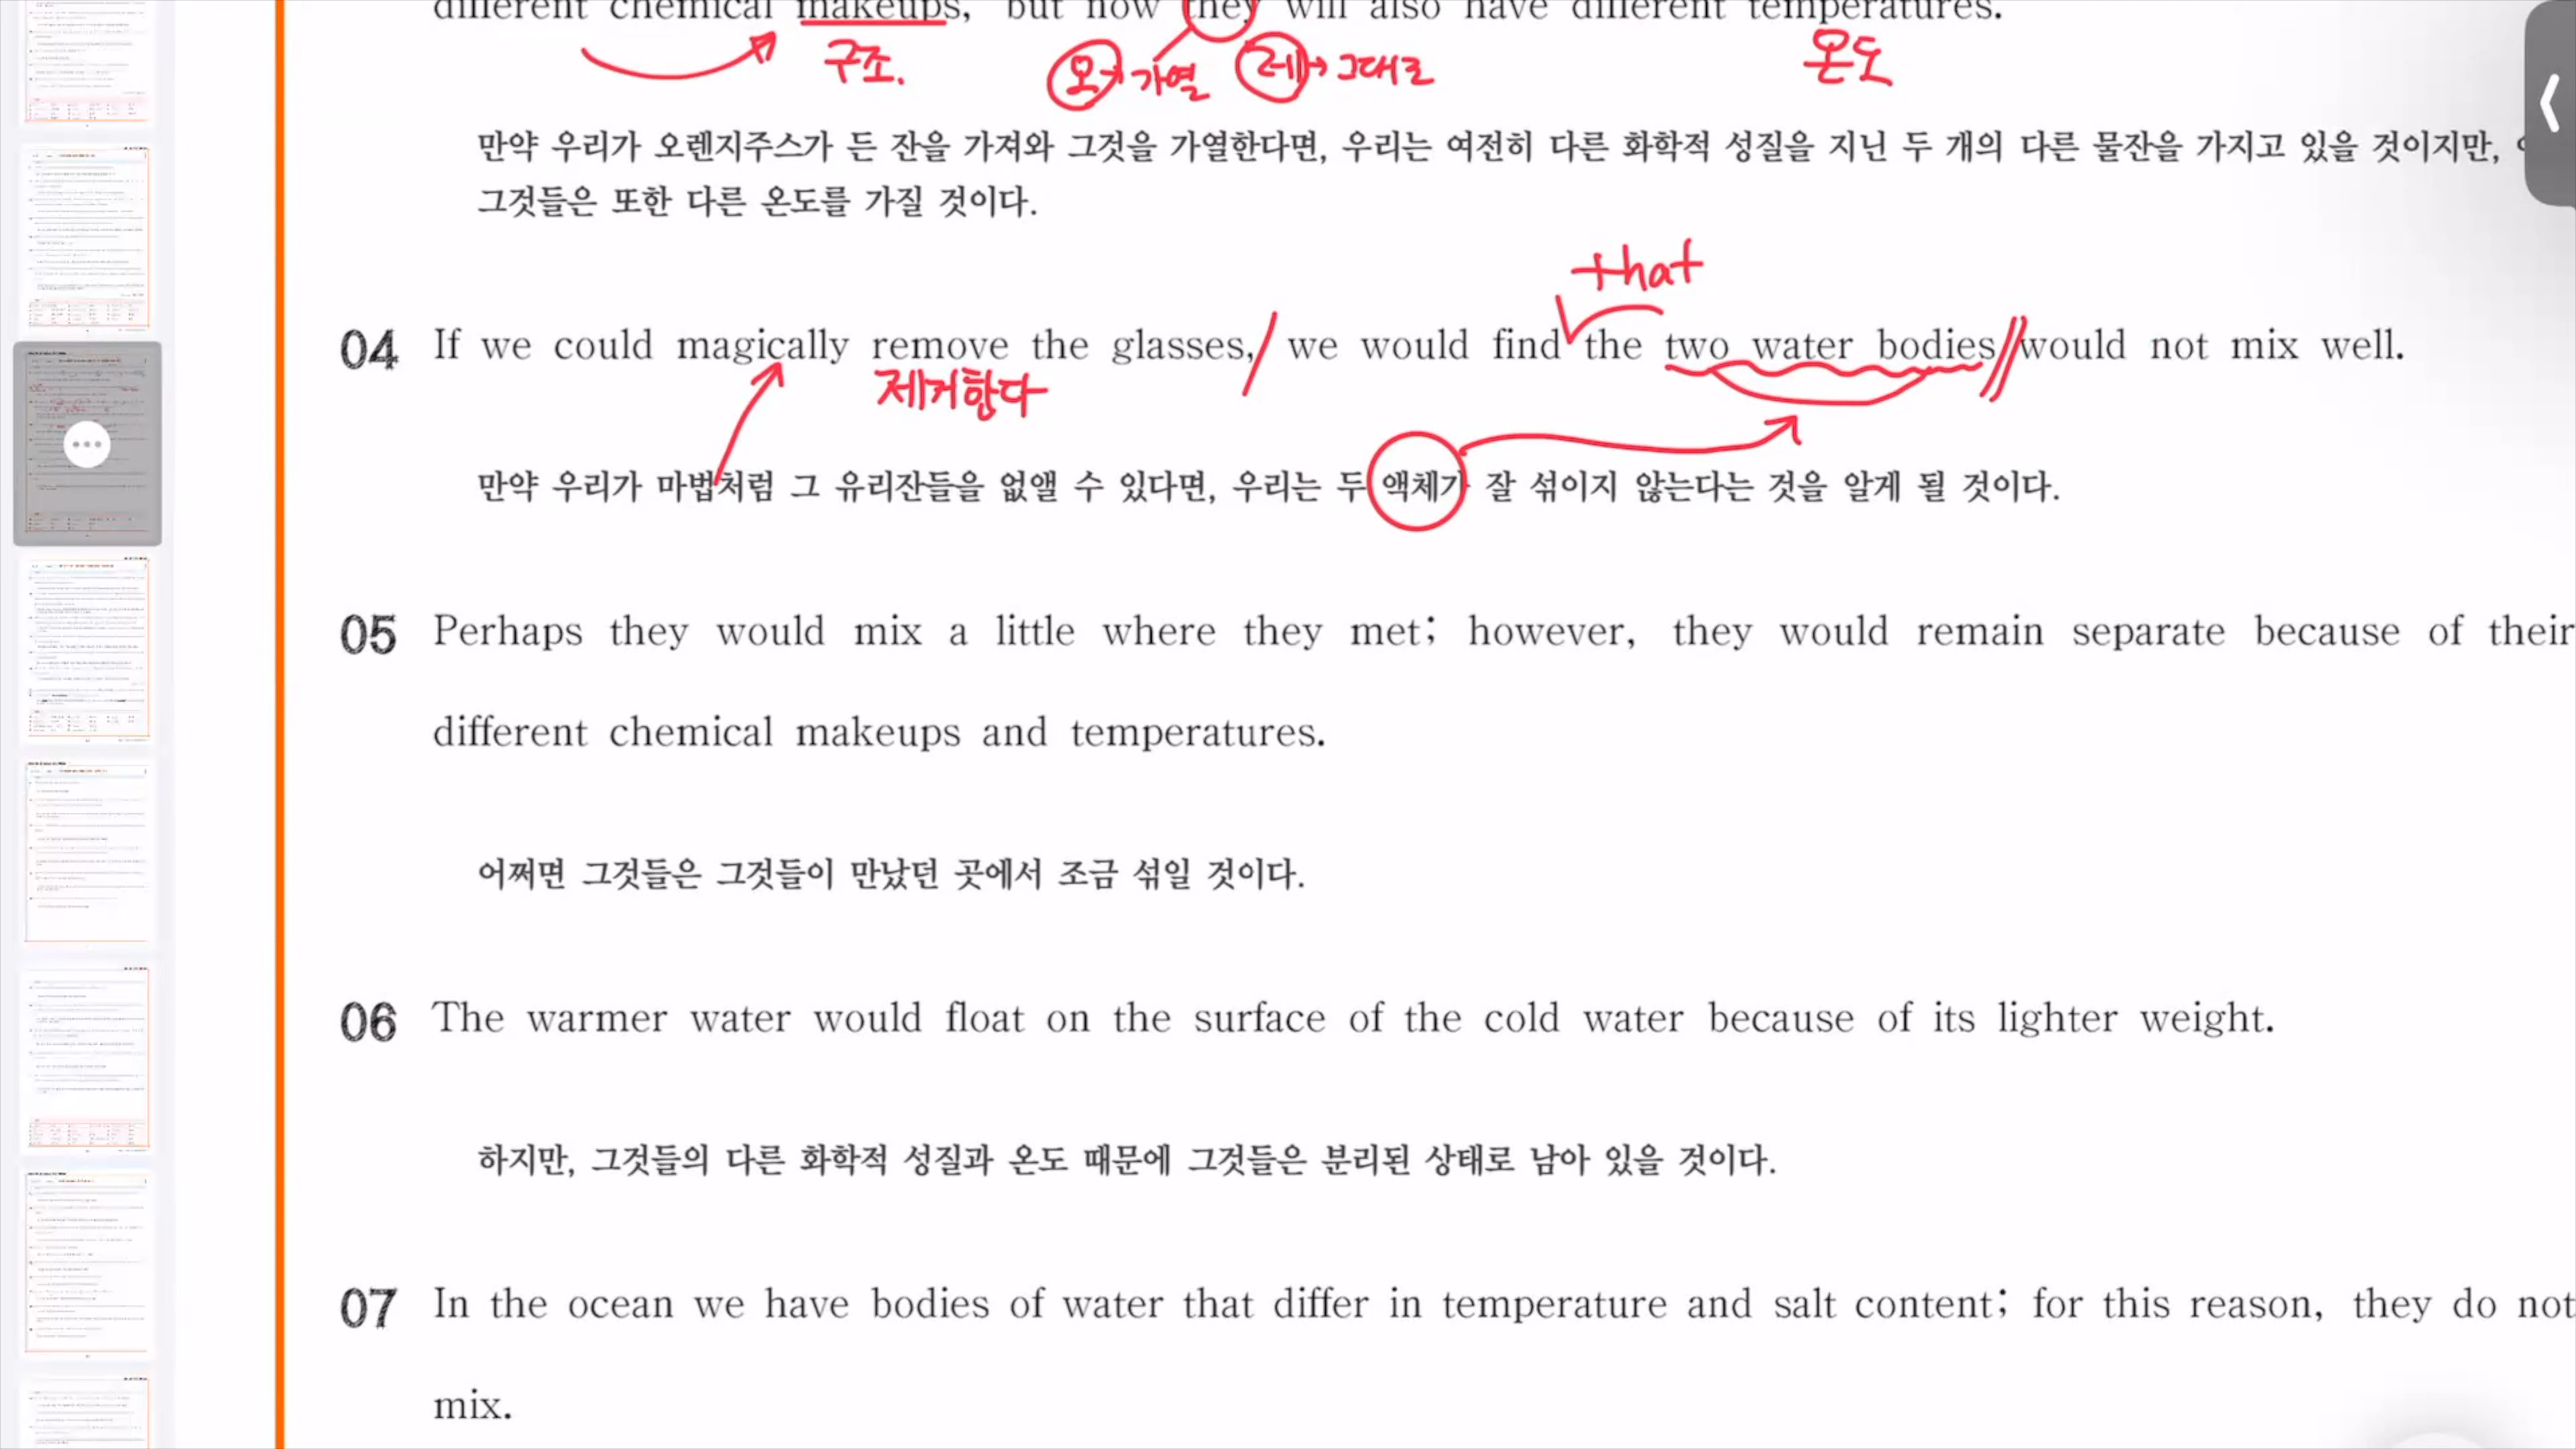 different chemical makeups, but now they will also have different temperatures.
구조. 오 → 가열 레 → 그대로 온도
만약 우리가 오렌지주스가 든 잔을 가져와 그것을 가열한다면, 우리는 여전히 다른 화학적 성질을 지닌 두 개의 다른 물잔을 가지고 있을 것이지만,
그것들은 또한 다른 온도를 가질 것이다.
that
04 If we could magically remove the glasses, / we would find the two water bodies // would not mix well.
제거한다
만약 우리가 마법처럼 그 유리잔들을 없앨 수 있다면, 우리는 두 액체가 잘 섞이지 않는다는 것을 알게 될 것이다.
05 Perhaps they would mix a little where they met; however, they would remain separate because of their
different chemical makeups and temperatures.
어쩌면 그것들은 그것들이 만났던 곳에서 조금 섞일 것이다.
06 The warmer water would float on the surface of the cold water because of its lighter weight.
하지만, 그것들의 다른 화학적 성질과 온도 때문에 그것들은 분리된 상태로 남아 있을 것이다.
07 In the ocean we have bodies of water that differ in temperature and salt content; for this reason, they do not
mix.